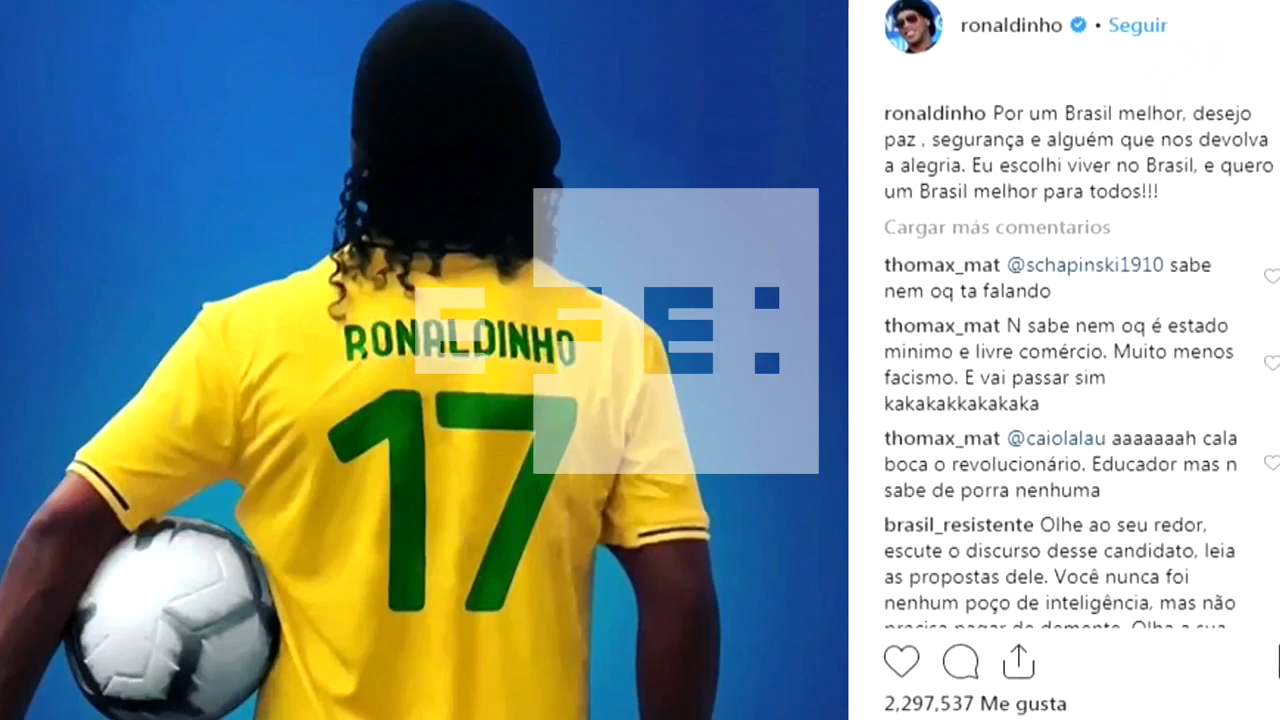 RONALDINHO
17
EFE:
ronaldinho • Seguir
ronaldinho Por um Brasil melhor, desejo
paz , segurança e alguém que nos devolva
a alegria. Eu escolhi viver no Brasil, e quero
um Brasil melhor para todos!!!
Cargar más comentarios
thomax_mat @schapinski1910 sabe
nem oq ta falando
thomax_mat N sabe nem oq é estado
minimo e livre comércio. Muito menos
facismo. E vai passar sim
kakakakkakakaka
thomax_mat @caiolalau aaaaaaah cala
boca o revolucionário. Educador mas n
sabe de porra nenhuma
brasil_resistente Olhe ao seu redor,
escute o discurso desse candidato, leia
as propostas dele. Você nunca foi
nenhum poço de inteligência, mas não
2,297,537 Me gusta